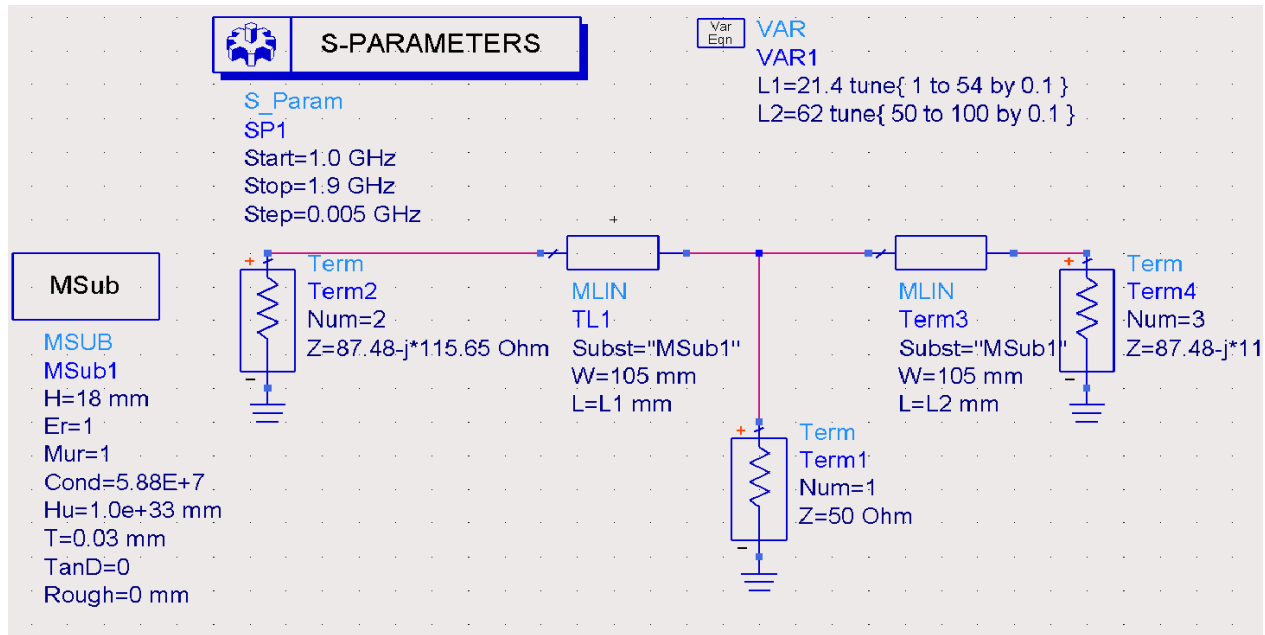 S-PARAMETERS
S_Param
SP1
Start=1.0 GHz
Stop=1.9 GHz
Step=0.005 GHz
Var
Eqn
VAR
VAR1
L1=21.4 tune{ 1 to 54 by 0.1 }
L2=62 tune{ 50 to 100 by 0.1 }
MSub
MSUB
MSub1
H=18 mm
Er=1
Mur=1
Cond=5.88E+7
Hu=1.0e+33 mm
T=0.03 mm
TanD=0
Rough=0 mm
Term
Term2
Num=2
Z=87.48-j*115.65 Ohm
MLIN
TL1
Subst="MSub1"
W=105 mm
L=L1 mm
MLIN
Term3
Subst="MSub1"
W=105 mm
L=L2 mm
Term
Term4
Num=3
Z=87.48-j*11
Term
Term1
Num=1
Z=50 Ohm